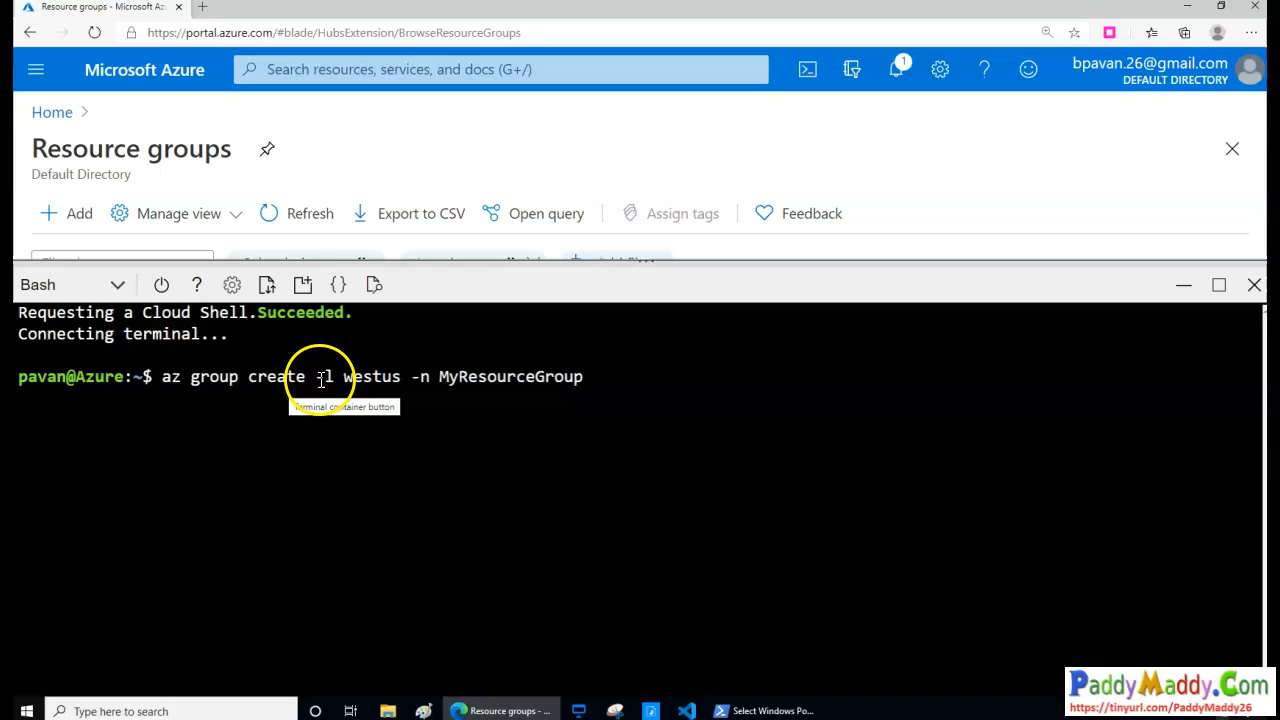 Resource groups - Microsoft Az
https://portal.azure.com/#blade/HubsExtension/BrowseResourceGroups
Microsoft Azure
Search resources, services, and docs (G+/)
1
bpavan.26@gmail.com
DEFAULT DIRECTORY
Home
Resource groups
Default Directory
Add
Manage view
Refresh
Export to CSV
Open query
Assign tags
Feedback
Bash
Requesting a Cloud Shell.Succeeded.
Connecting terminal...
pavan@Azure:~$ az group create -l westus -n MyResourceGroup
Terminal container button
Type here to search
Resource groups - ...
Select Windows Po...
PaddyMaddy.Com
https://tinyurl.com/PaddyMaddy26